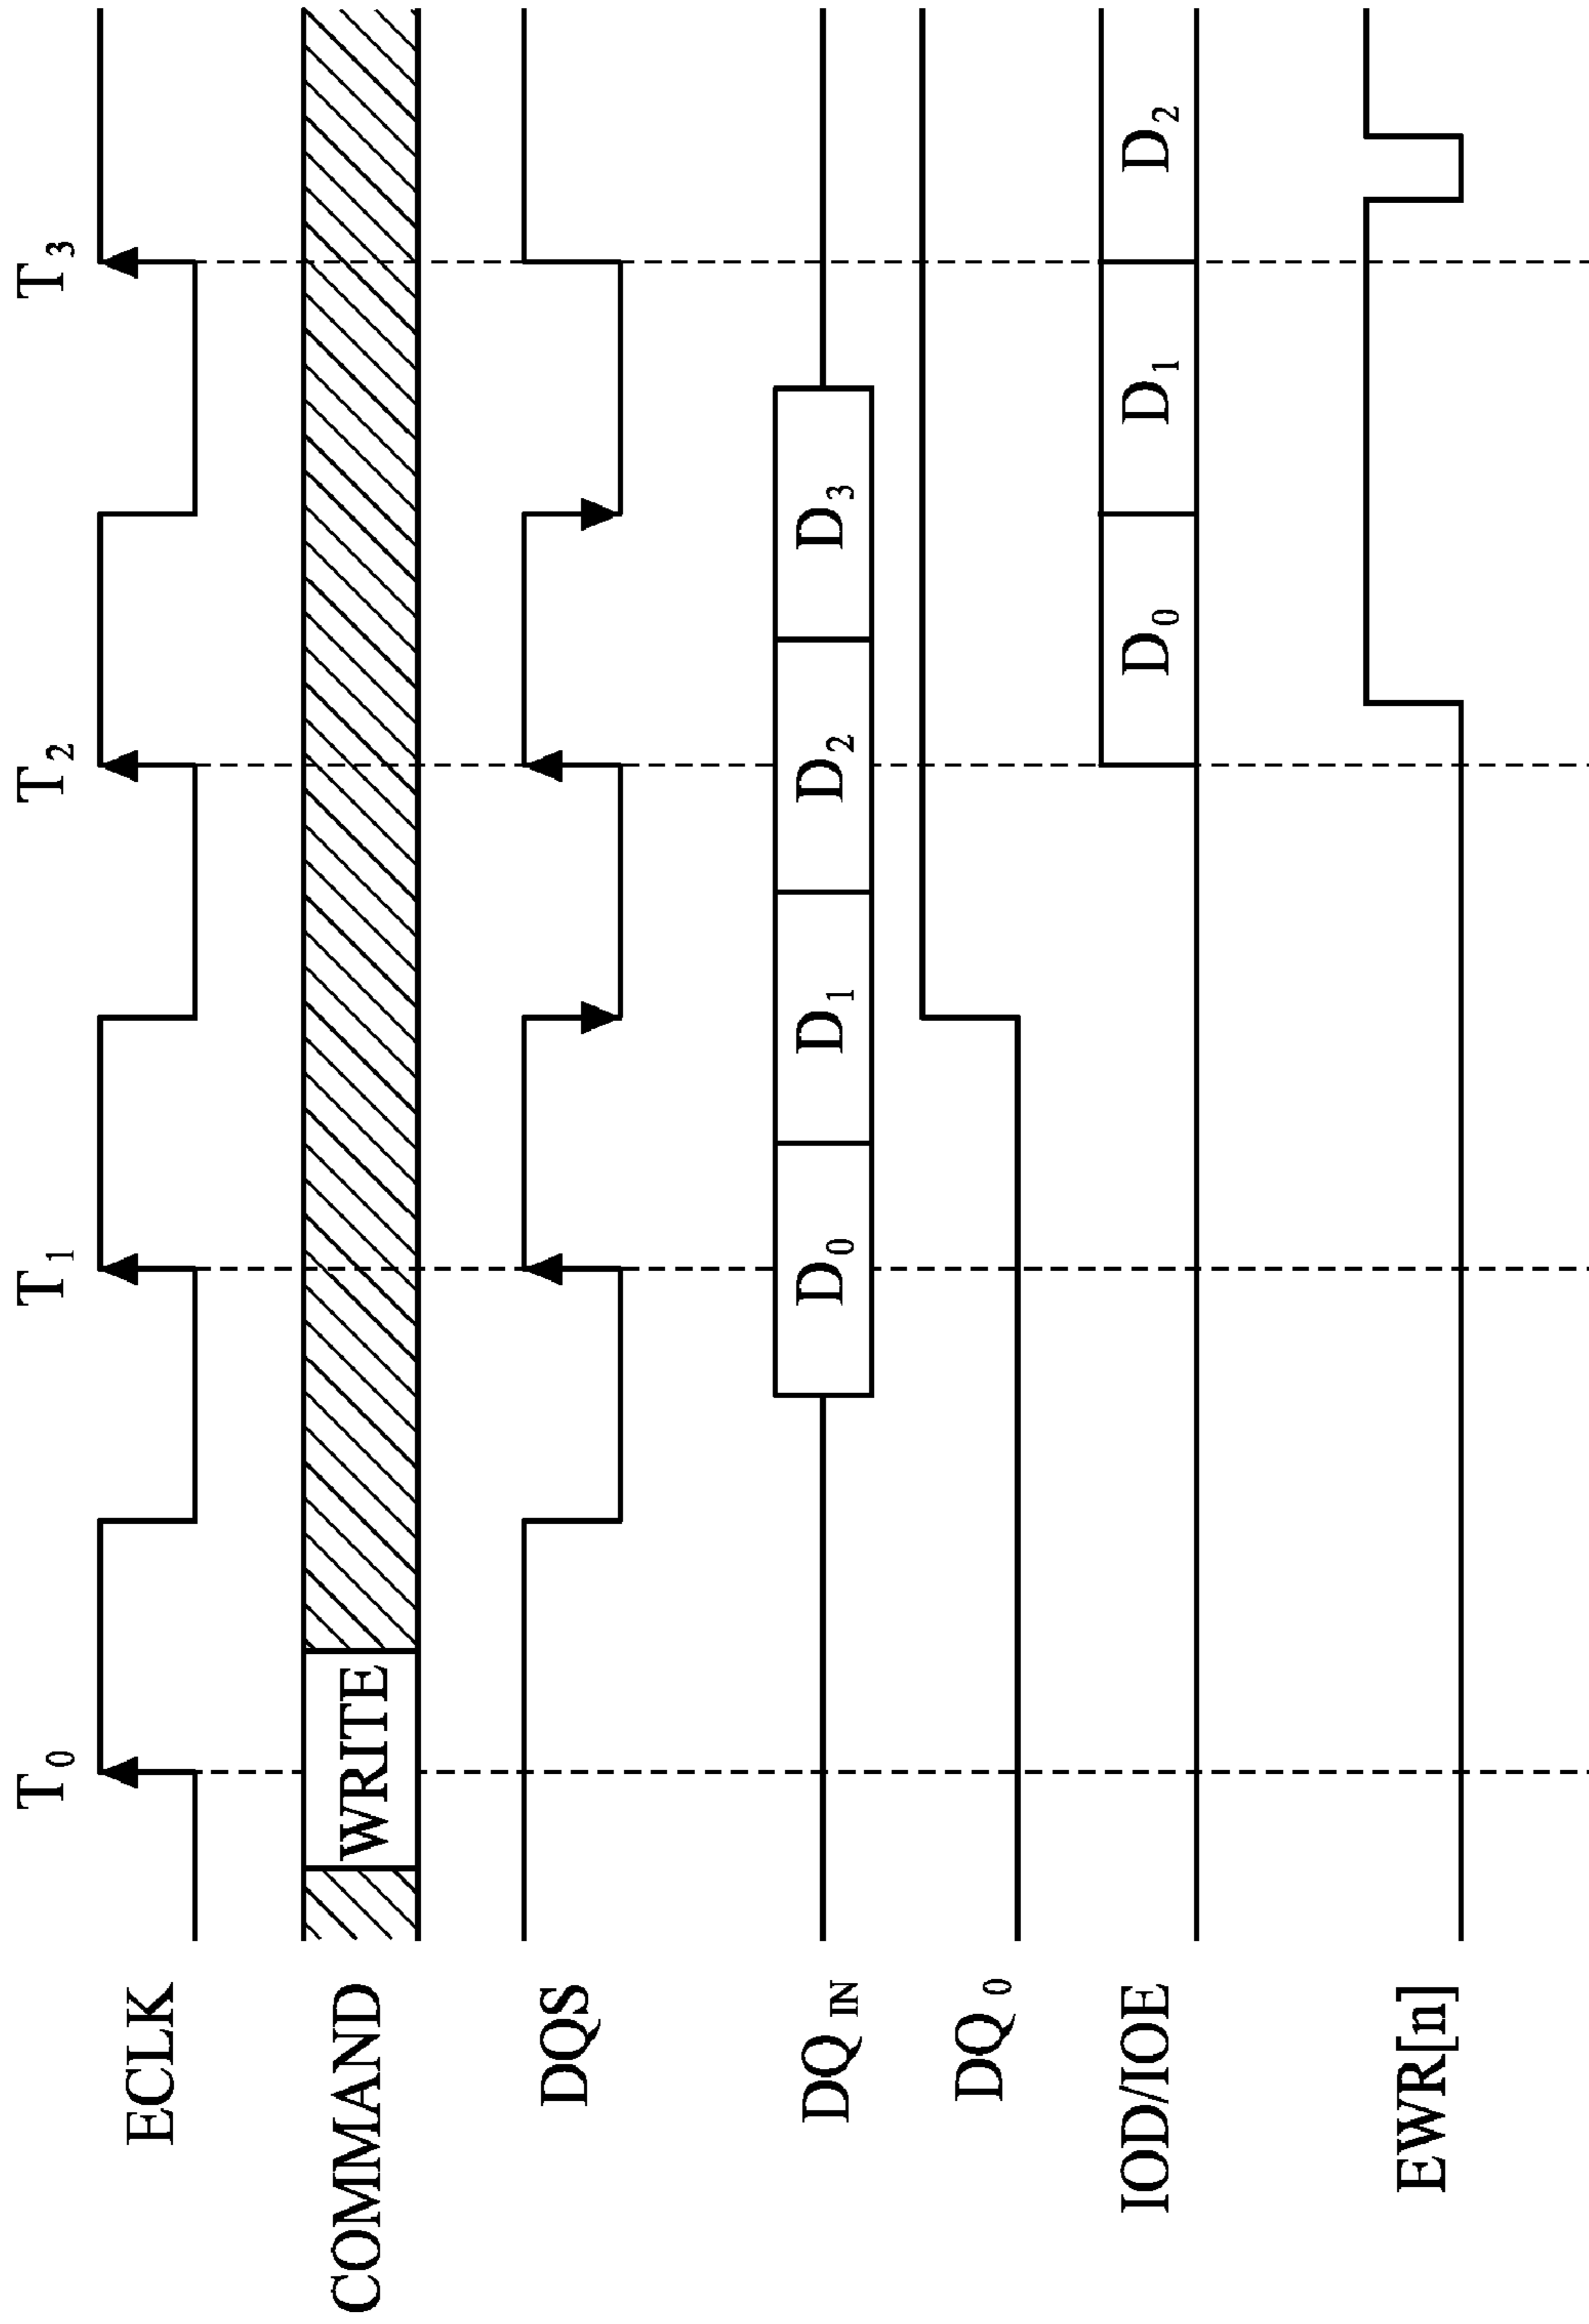 T0 T1 T2 T3
ECLK
COMMAND WRITE
DQS
DQIN D0 D1 D2 D3
DQ0
IOD/IOE D0 D1 D2
EWR[n]